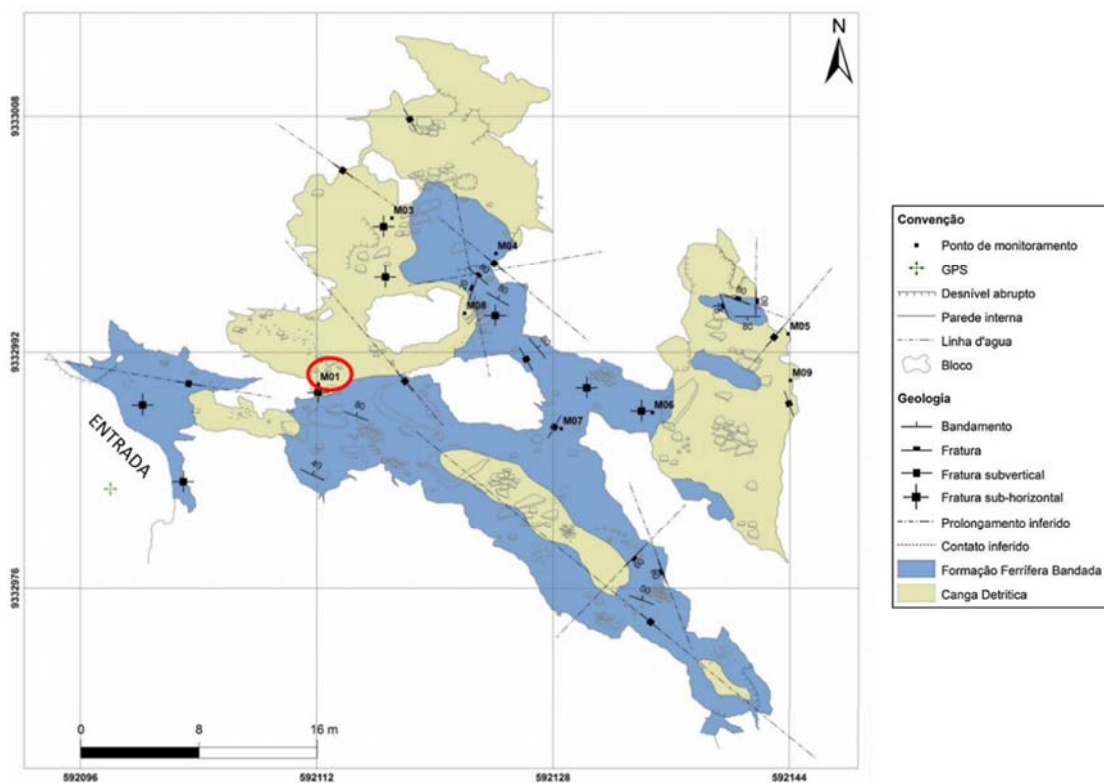 N
9333008
9332992
9332976
M03
M04
M08
M05
M09
M01
M06
M07
ENTRADA
80
80
80
40
80
50
0
8
16 m
592096
592112
592128
592144
Convenção
Ponto de monitoramento
GPS
Desnível abrupto
Parede interna
Linha d'agua
Bloco
Geologia
Bandamento
Fratura
Fratura subvertical
Fratura sub-horizontal
Prolongamento inferido
Contato inferido
Formação Ferrífera Bandada
Canga Detrítica